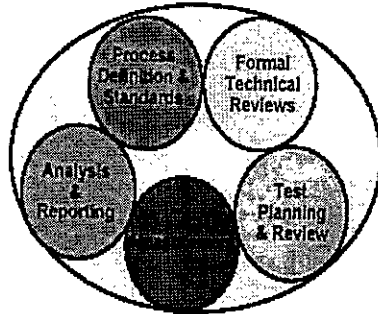 Process
Definition &
Standards
Formal
Technical
Reviews
Analysis
&
Reporting
Test
Planning
& Review